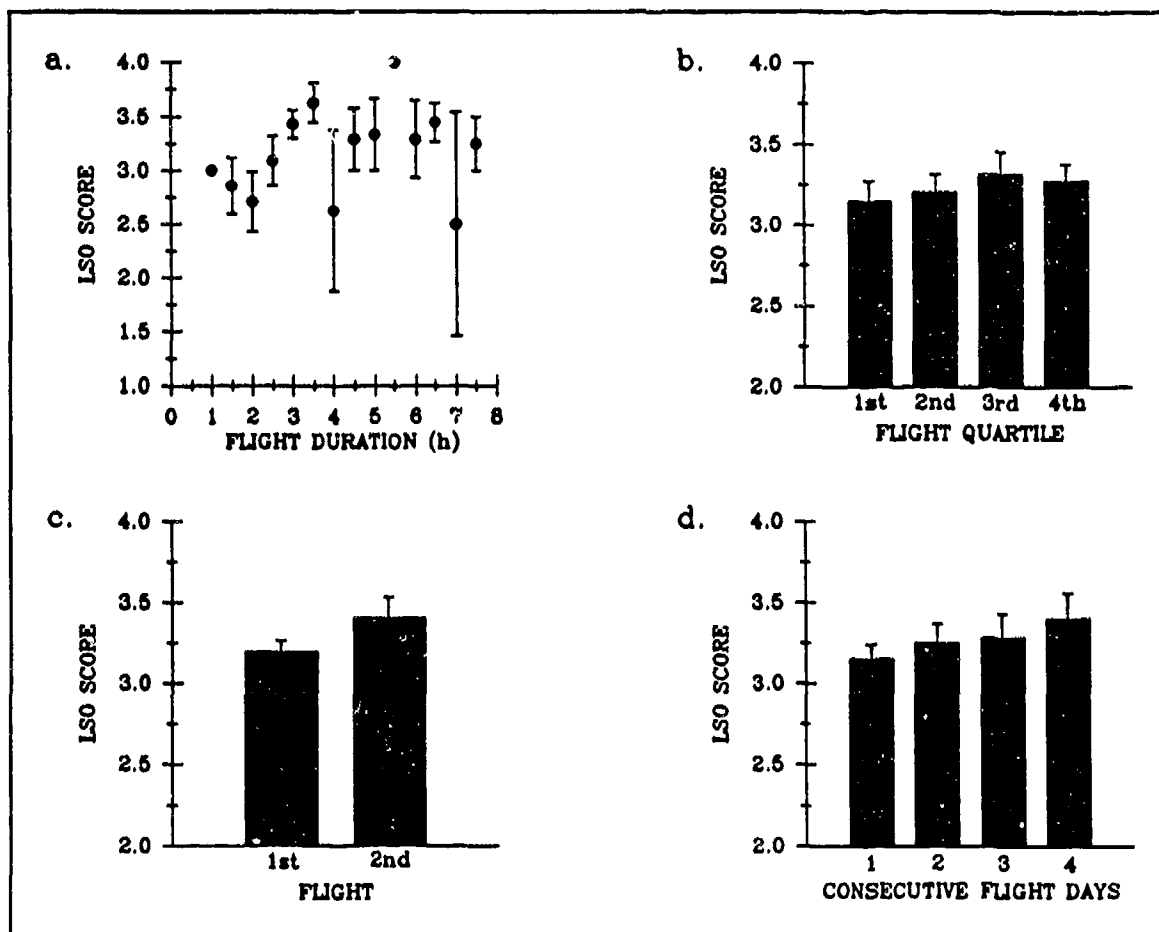 a.
4.0
3.5
3.0
2.5
2.0
1.5
1.0
LSO SCORE
0 1 2 3 4 5 6 7 8
FLIGHT DURATION (h)
b.
4.0
3.5
3.0
2.5
2.0
LSO SCORE
1st 2nd 3rd 4th
FLIGHT QUARTILE
c.
4.0
3.5
3.0
2.5
2.0
LSO SCORE
1st 2nd
FLIGHT
d.
4.0
3.5
3.0
2.5
2.0
LSO SCORE
1 2 3 4
CONSECUTIVE FLIGHT DAYS